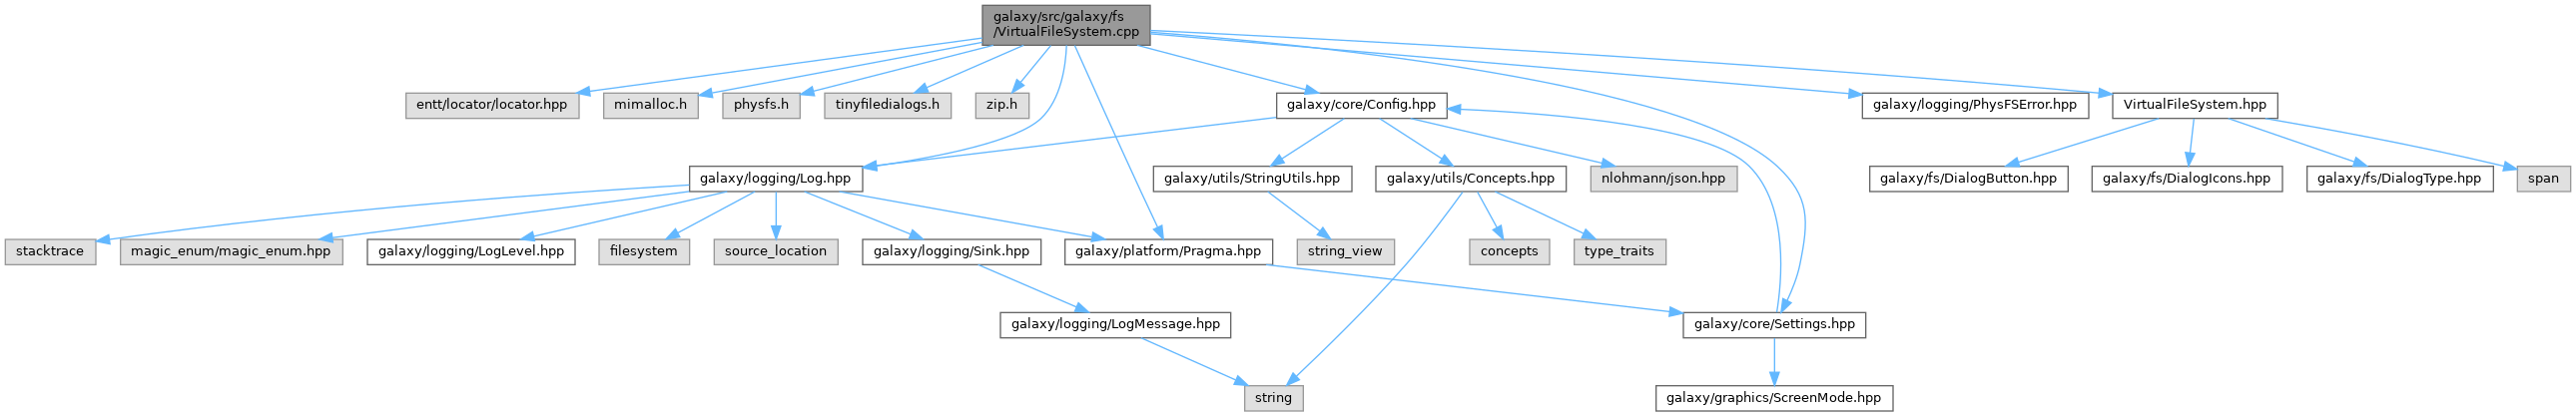 galaxy/src/galaxy/fs
/VirtualFileSystem.cpp
entt/locator/locator.hpp
mimalloc.h
physfs.h
tinyfiledialogs.h
zip.h
galaxy/core/Config.hpp
galaxy/logging/PhysFSError.hpp
VirtualFileSystem.hpp
galaxy/logging/Log.hpp
galaxy/utils/StringUtils.hpp
galaxy/utils/Concepts.hpp
nlohmann/json.hpp
galaxy/fs/DialogButton.hpp
galaxy/fs/DialogIcons.hpp
galaxy/fs/DialogType.hpp
span
stacktrace
magic_enum/magic_enum.hpp
galaxy/logging/LogLevel.hpp
filesystem
source_location
galaxy/logging/Sink.hpp
galaxy/platform/Pragma.hpp
string_view
concepts
type_traits
galaxy/logging/LogMessage.hpp
galaxy/core/Settings.hpp
string
galaxy/graphics/ScreenMode.hpp